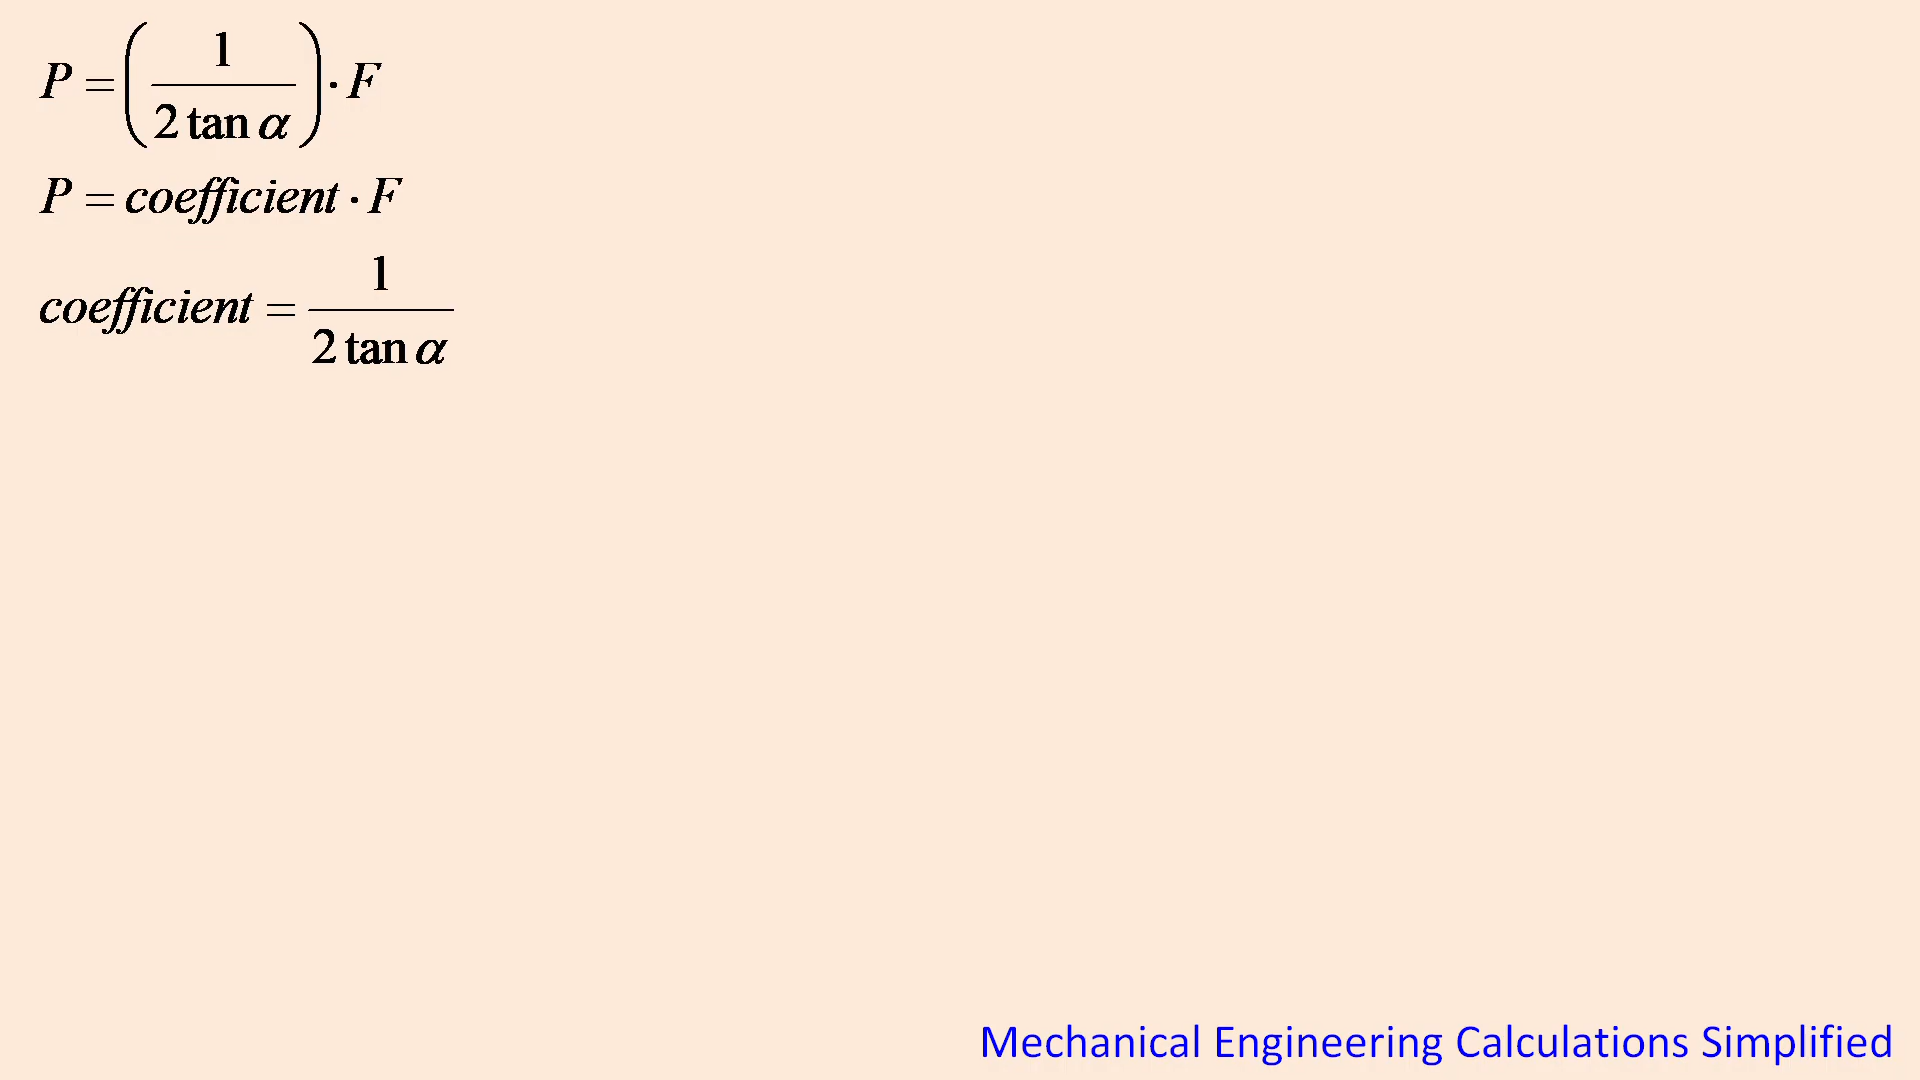 P = (1 / (2 tan α)) · F
P = coefficient · F
coefficient = 1 / (2 tan α)
Mechanical Engineering Calculations Simplified